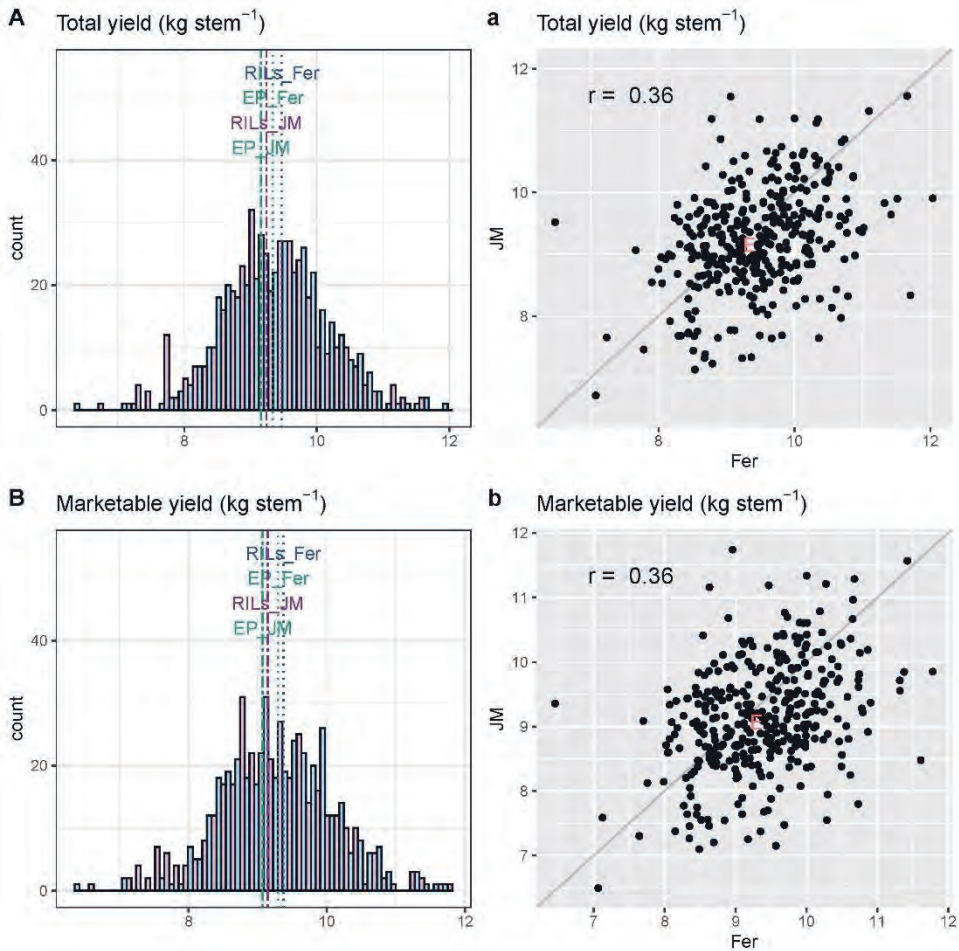 A Total yield (kg stem⁻¹)
RILs_Fer
EP_Fer
RILs_JM
EP_JM
count
40
20
0
8 10 12
a Total yield (kg stem⁻¹)
r = 0.36
JM
12
10
8
8 10 12
Fer
B Marketable yield (kg stem⁻¹)
RILs_Fer
EP_Fer
RILs_JM
EP_JM
count
40
20
0
8 10 12
b Marketable yield (kg stem⁻¹)
r = 0.36
JM
12
11
10
9
8
7
7 8 9 10 11 12
Fer